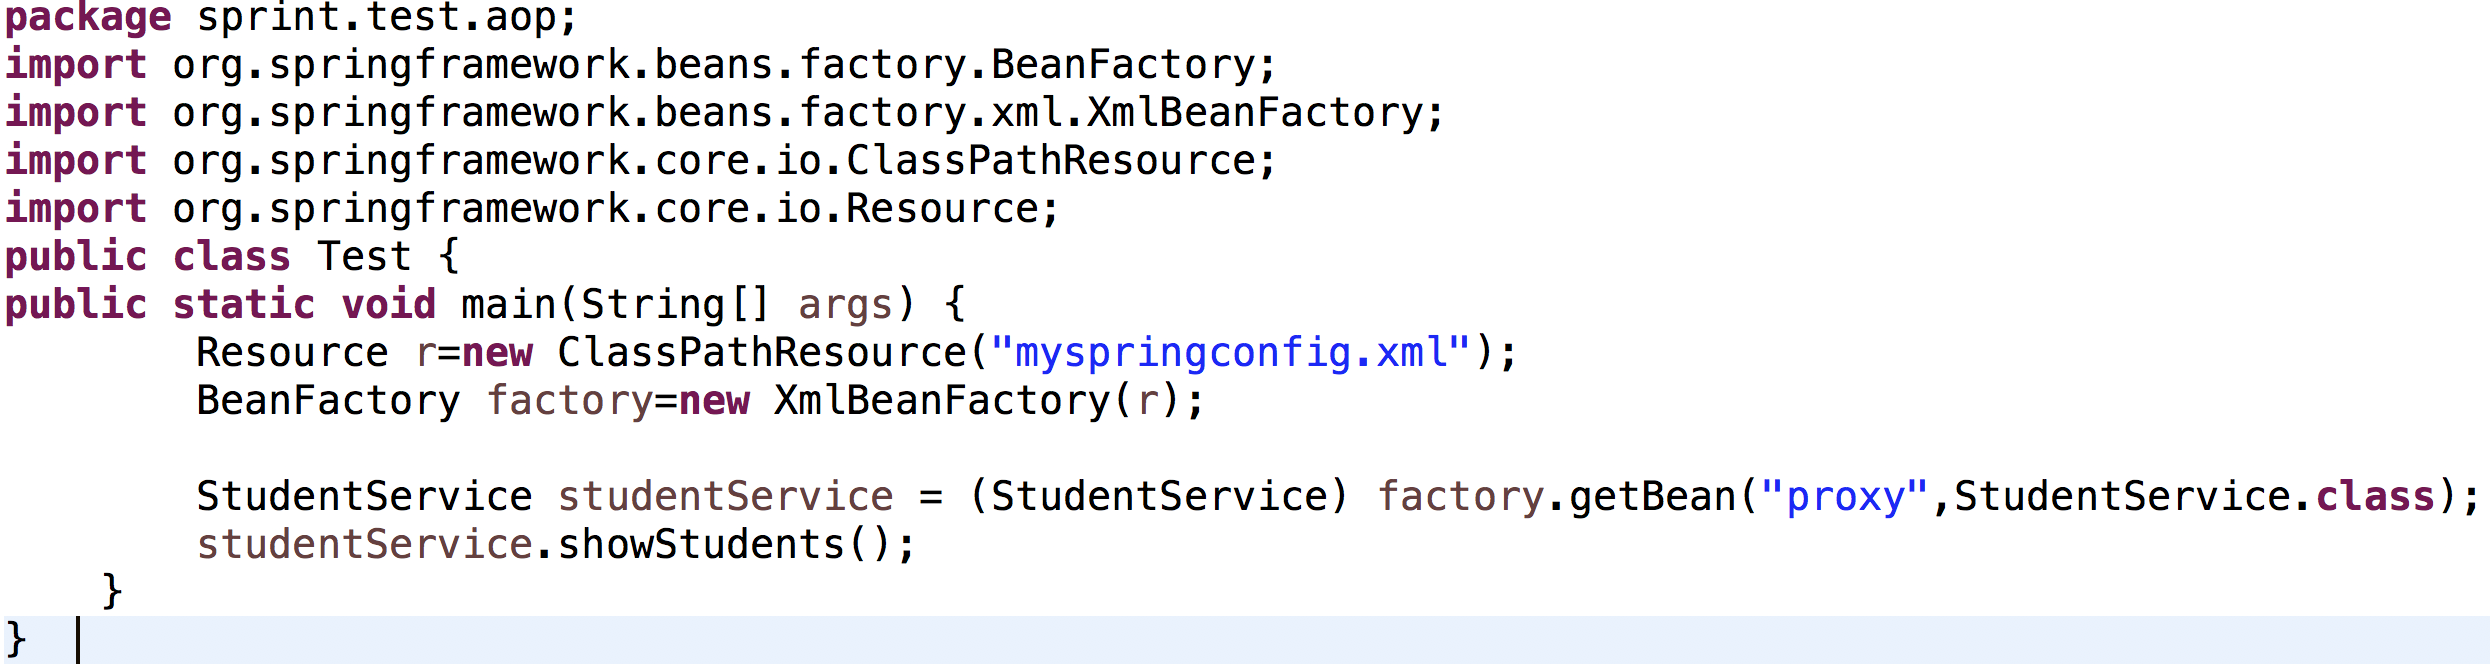 package sprint.test.aop;
import org.springframework.beans.factory.BeanFactory;
import org.springframework.beans.factory.xml.XmlBeanFactory;
import org.springframework.core.io.ClassPathResource;
import org.springframework.core.io.Resource;
public class Test {
public static void main(String[] args) {
        Resource r=new ClassPathResource("myspringconfig.xml");
        BeanFactory factory=new XmlBeanFactory(r);

        StudentService studentService = (StudentService) factory.getBean("proxy",StudentService.class);
        studentService.showStudents();
    }
}